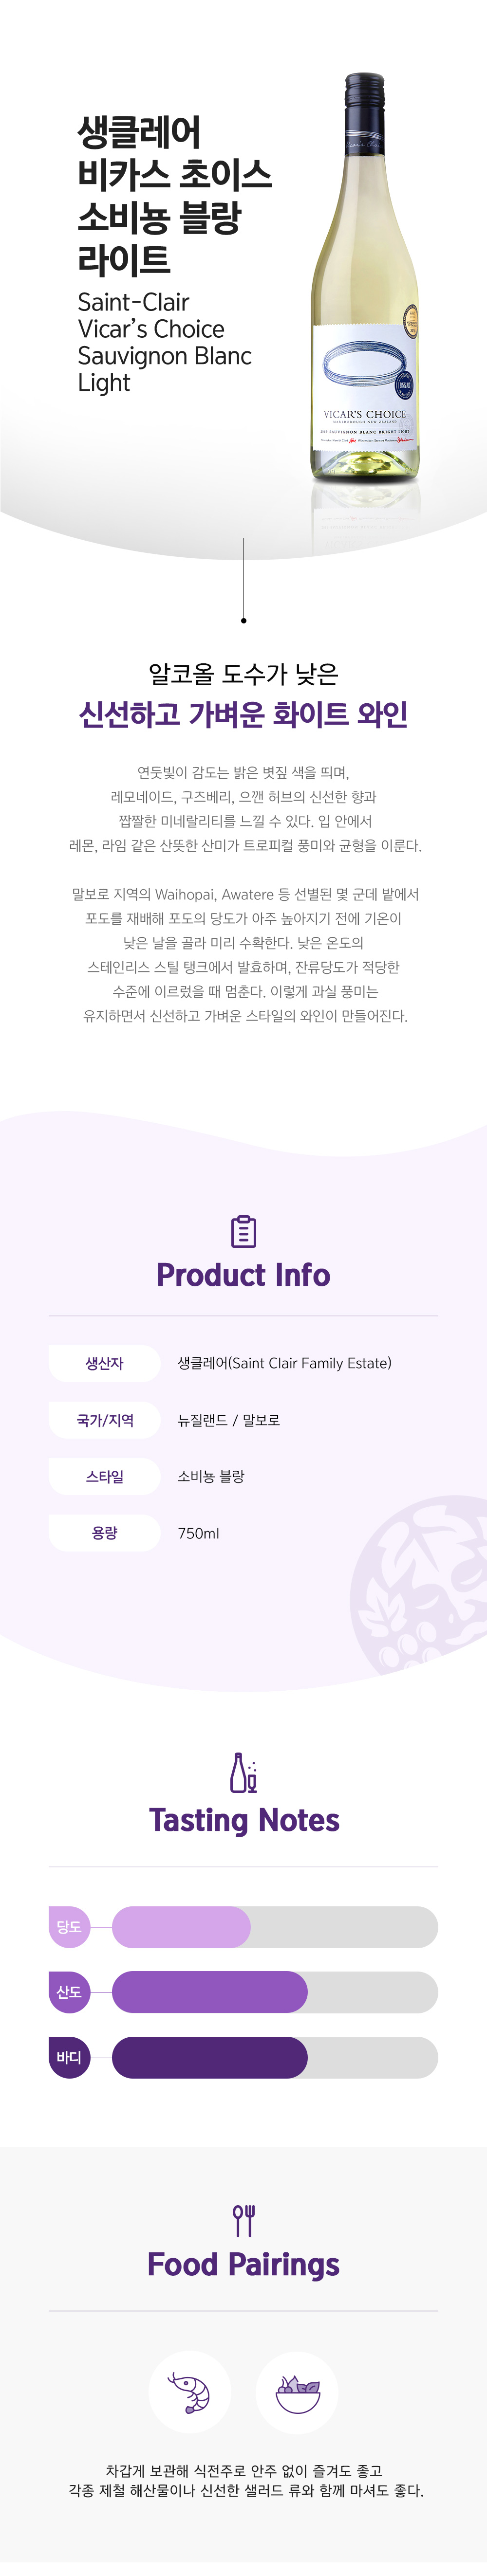 생클레어
비카스 초이스
소비뇽 블랑
라이트
Saint-Clair
Vicar's Choice
Sauvignon Blanc
Light
VICAR'S CHOICE
MARLBOROUGH NEW ZEALAND
SAUVIGNON BLANC BRIGHT LIGHT
알코올 도수가 낮은
신선하고 가벼운 화이트 와인
연둣빛이 감도는 밝은 볏짚 색을 띄며,
레모네이드, 구즈베리, 으깬 허브의 신선한 향과
짭짤한 미네랄리티를 느낄 수 있다. 입 안에서
레몬, 라임 같은 산뜻한 산미가 트로피컬 풍미와 균형을 이룬다.
말보로 지역의 Waihopai, Awatere 등 선별된 몇 군데 밭에서
포도를 재배해 포도의 당도가 아주 높아지기 전에 기온이
낮은 날을 골라 미리 수확한다. 낮은 온도의
스테인리스 스틸 탱크에서 발효하며, 잔류당도가 적당한
수준에 이르렀을 때 멈춘다. 이렇게 과실 풍미는
유지하면서 신선하고 가벼운 스타일의 와인이 만들어진다.
Product Info
생산자 생클레어(Saint Clair Family Estate)
국가/지역 뉴질랜드 / 말보로
스타일 소비뇽 블랑
용량 750ml
Tasting Notes
당도
산도
바디
Food Pairings
차갑게 보관해 식전주로 안주 없이 즐겨도 좋고
각종 제철 해산물이나 신선한 샐러드 류와 함께 마셔도 좋다.